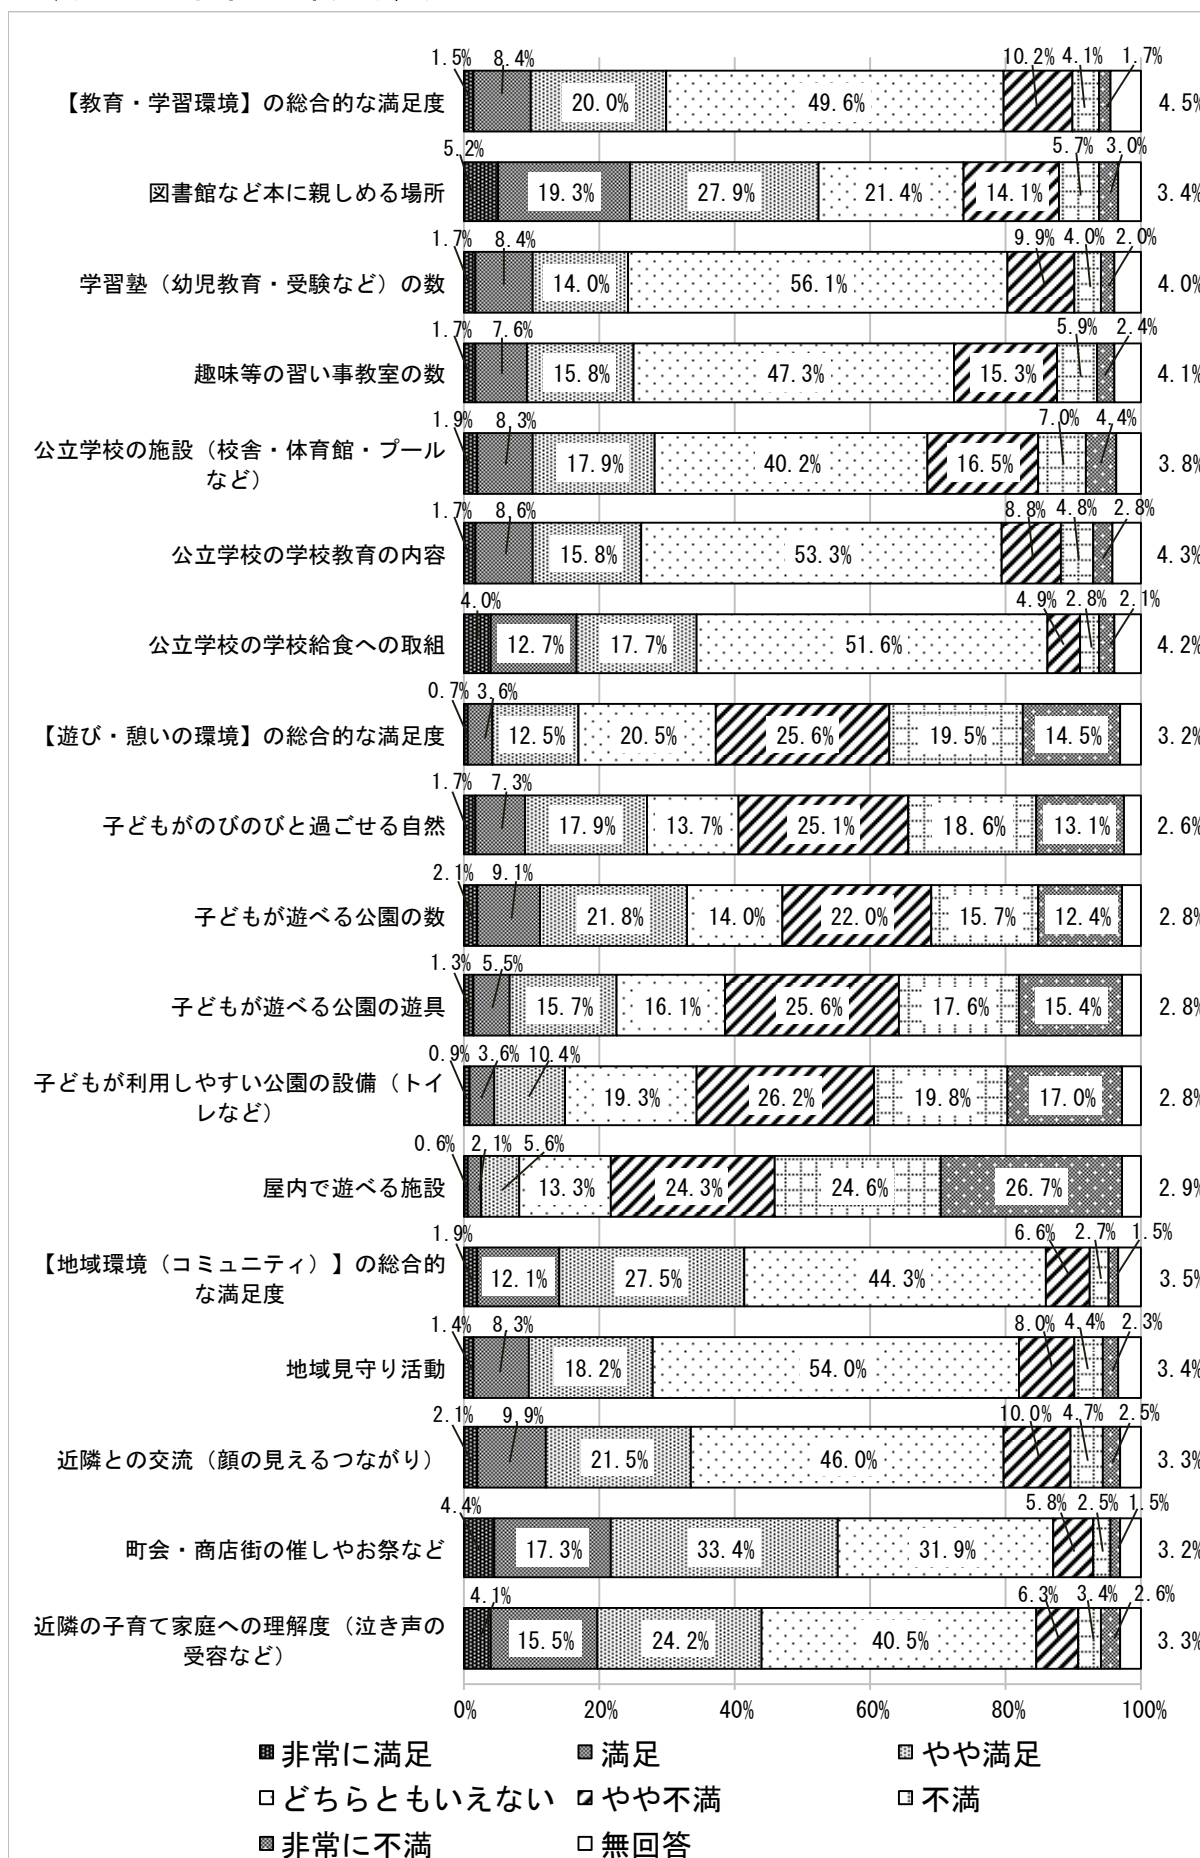 1.5% 8.4% 10.2% 4.1% 1.7%
【教育・学習環境】の総合的な満足度 20.0% 49.6% 4.5%
5.2% 5.7% 3.0%
図書館など本に親しめる場所 19.3% 27.9% 21.4% 14.1% 3.4%
1.7% 8.4% 9.9% 4.0% 2.0%
学習塾（幼児教育・受験など）の数 14.0% 56.1% 4.0%
1.7% 7.6% 5.9% 2.4%
趣味等の習い事教室の数 15.8% 47.3% 15.3% 4.1%
1.9% 8.3% 7.0% 4.4%
公立学校の施設（校舎・体育館・プール
など） 17.9% 40.2% 16.5% 3.8%
1.7% 8.6% 8.8% 4.8% 2.8%
公立学校の学校教育の内容 15.8% 53.3% 4.3%
4.0% 4.9% 2.8% 2.1%
公立学校の学校給食への取組 12.7% 17.7% 51.6% 4.2%
0.7% 3.6%
【遊び・憩いの環境】の総合的な満足度 12.5% 20.5% 25.6% 19.5% 14.5% 3.2%
1.7% 7.3%
子どもがのびのびと過ごせる自然 17.9% 13.7% 25.1% 18.6% 13.1% 2.6%
2.1% 9.1%
子どもが遊べる公園の数 21.8% 14.0% 22.0% 15.7% 12.4% 2.8%
1.3% 5.5%
子どもが遊べる公園の遊具 15.7% 16.1% 25.6% 17.6% 15.4% 2.8%
0.9% 3.6% 10.4%
子どもが利用しやすい公園の設備（トイ
レなど） 19.3% 26.2% 19.8% 17.0% 2.8%
0.6% 2.1% 5.6%
屋内で遊べる施設 13.3% 24.3% 24.6% 26.7% 2.9%
1.9% 6.6% 2.7% 1.5%
【地域環境（コミュニティ）】の総合的
な満足度 12.1% 27.5% 44.3% 3.5%
1.4% 8.3% 8.0% 4.4% 2.3%
地域見守り活動 18.2% 54.0% 3.4%
2.1% 9.9% 10.0% 4.7% 2.5%
近隣との交流（顔の見えるつながり） 21.5% 46.0% 3.3%
4.4% 5.8% 2.5% 1.5%
町会・商店街の催しやお祭など 17.3% 33.4% 31.9% 3.2%
4.1% 6.3% 3.4% 2.6%
近隣の子育て家庭への理解度（泣き声の
受容など） 15.5% 24.2% 40.5% 3.3%
0% 20% 40% 60% 80% 100%
非常に満足 満足 やや満足
どちらともいえない やや不満 不満
非常に不満 無回答